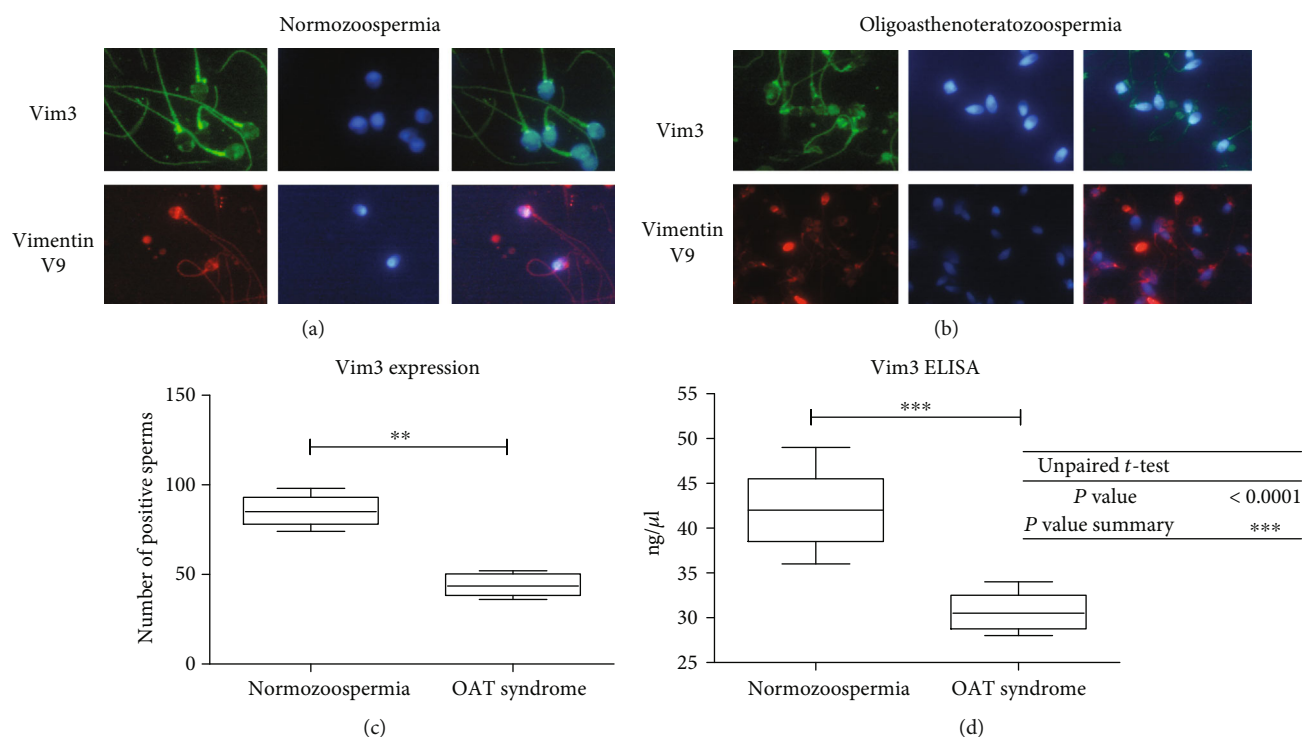 Normozoospermia
Vim3
Vimentin
V9
(a)
Oligoasthenoteratozoospermia
Vim3
Vimentin
V9
(b)
Vim3 expression
150
100
50
0
Number of positive sperms
**
Normozoospermia
OAT syndrome
(c)
Vim3 ELISA
55
50
45
40
35
30
25
ng/µl
***
Unpaired t-test
P value < 0.0001
P value summary ***
Normozoospermia
OAT syndrome
(d)